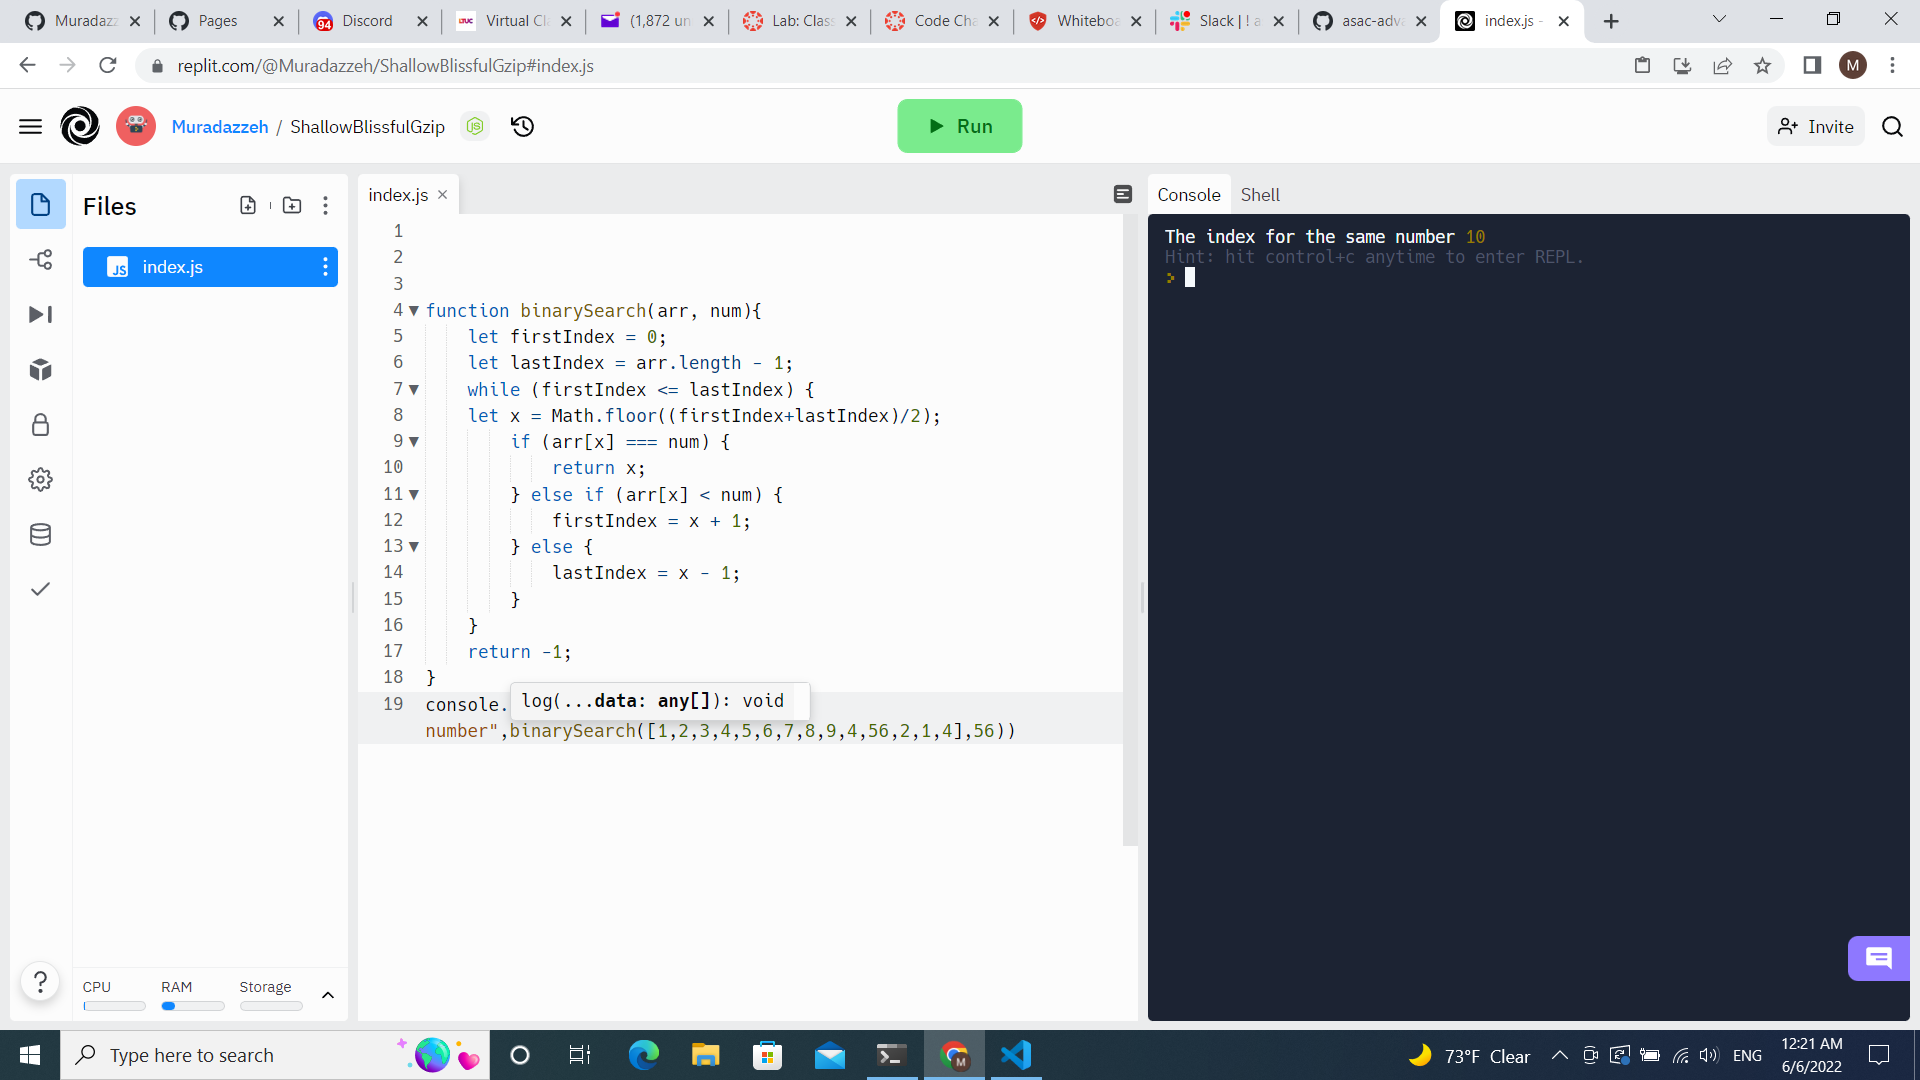 Muradazz
Pages
Discord
Virtual Cla
(1,872 un
Lab: Class
Code Cha
Whiteboa
Slack | ! a
asac-adva
index.js -
replit.com/@Muradazzeh/ShallowBlissfulGzip#index.js
M
Muradazzeh / ShallowBlissfulGzip
Run
Invite
Files
index.js
index.js
Console
Shell
1
2
3
4 function binarySearch(arr, num){
5 let firstIndex = 0;
6 let lastIndex = arr.length - 1;
7 while (firstIndex <= lastIndex) {
8 let x = Math.floor((firstIndex+lastIndex)/2);
9 if (arr[x] === num) {
10 return x;
11 } else if (arr[x] < num) {
12 firstIndex = x + 1;
13 } else {
14 lastIndex = x - 1;
15 }
16 }
17 return -1;
18 }
19 console.
log(...data: any[]): void
number",binarySearch([1,2,3,4,5,6,7,8,9,4,56,2,1,4],56))
The index for the same number 10
Hint: hit control+c anytime to enter REPL.
>
CPU
RAM
Storage
?
Type here to search
73°F Clear
ENG
12:21 AM
6/6/2022